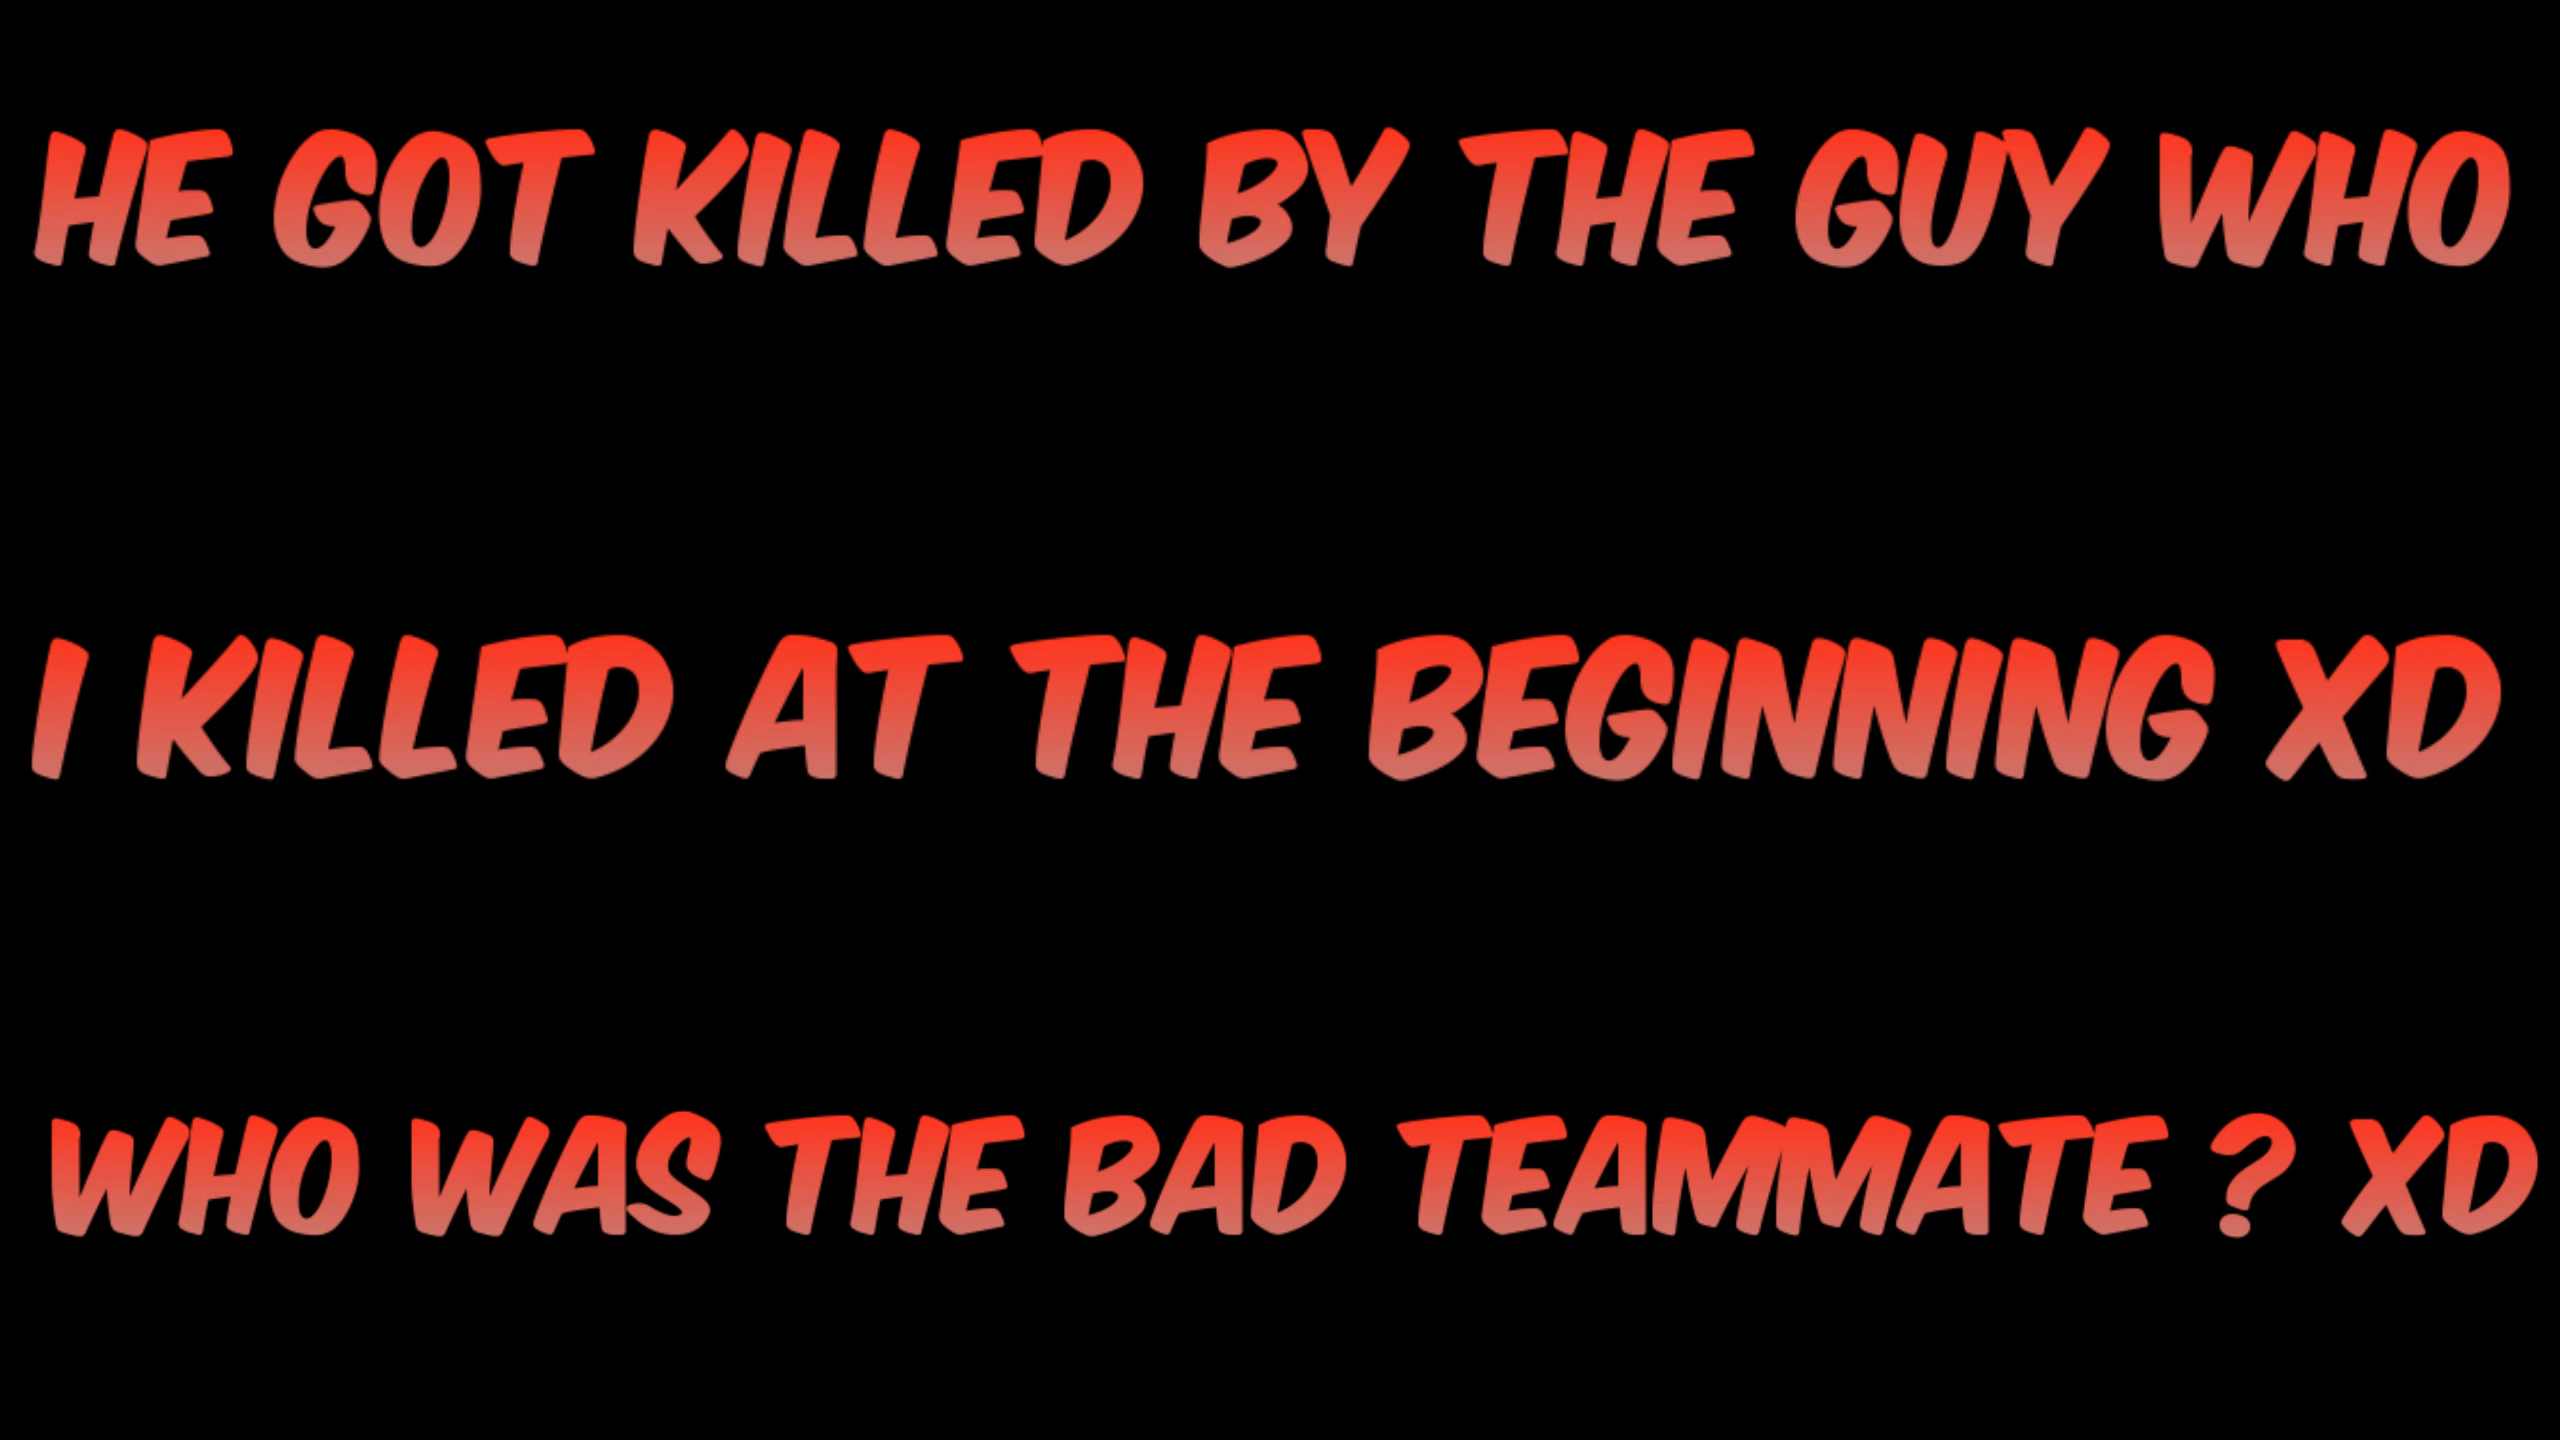 HE GOT KILLED BY THE GUY WHO
I KILLED AT THE BEGINNING XD
WHO WAS THE BAD TEAMMATE ? XD